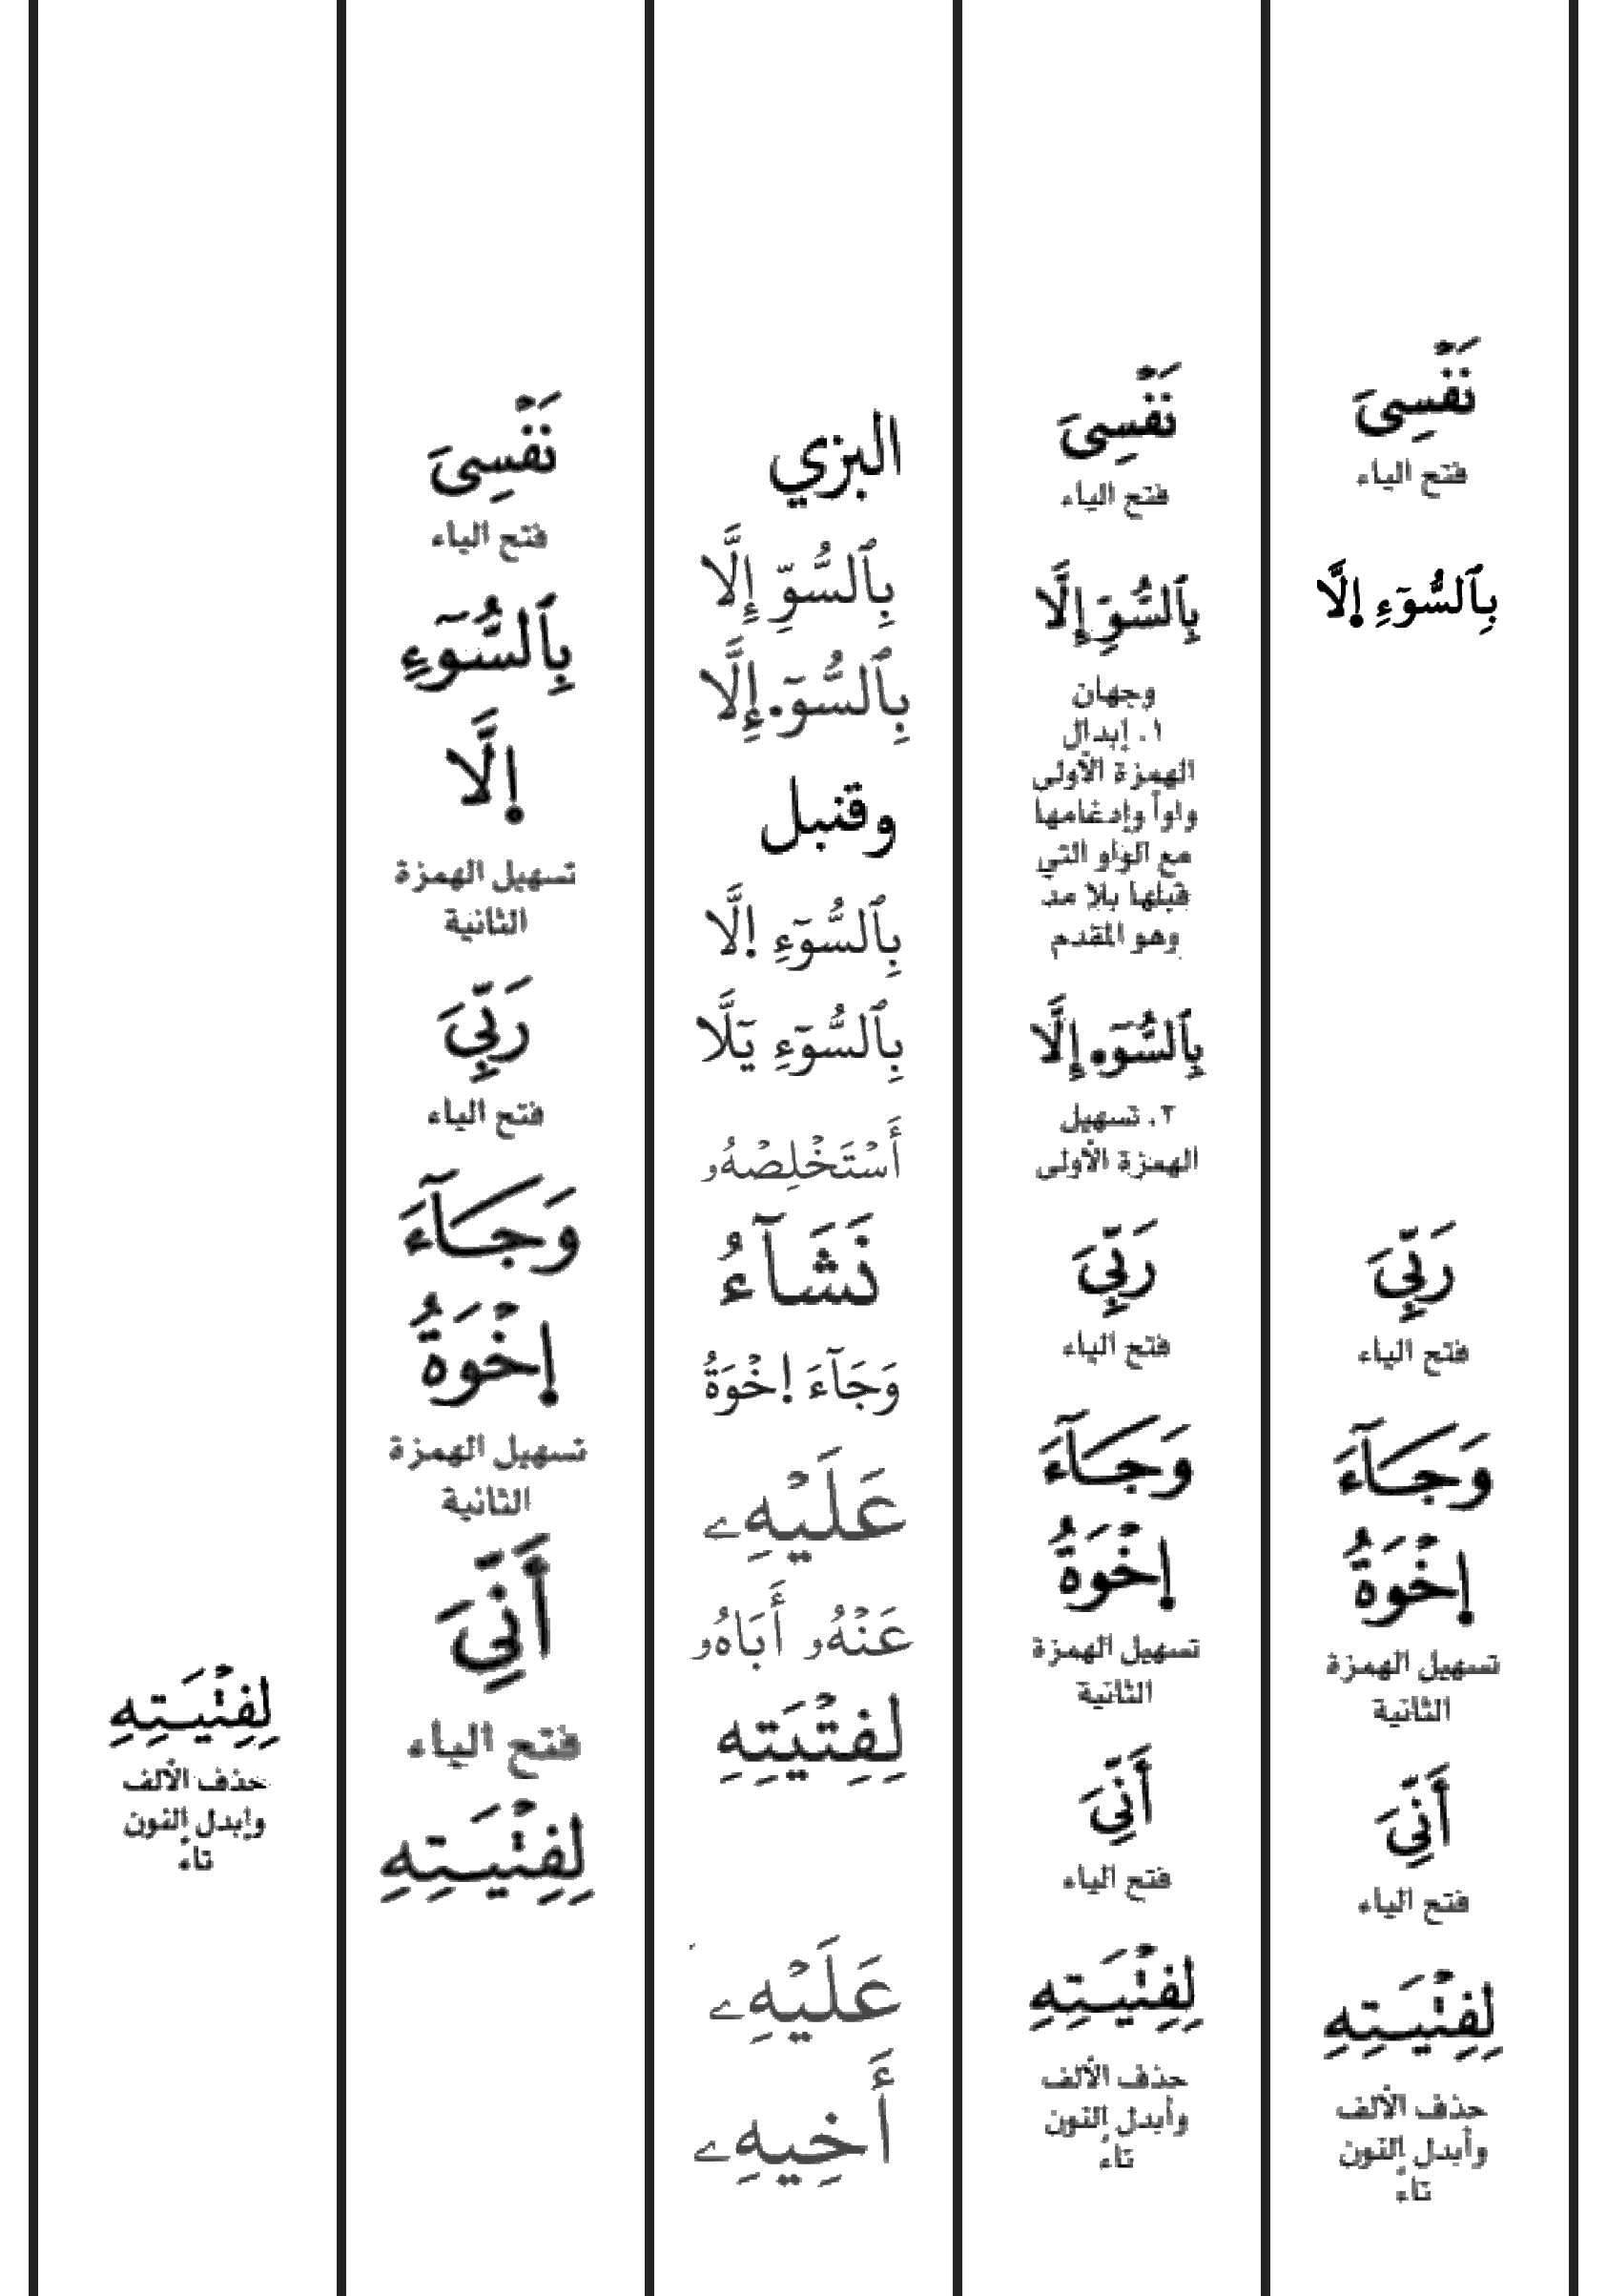 نَفْسِىَ
فتح الياء
بِٱلسُّوٓءِ ٱ۪لَّا
رَبِّىَ
فتح الياء
وَجَآءَ
ٱ۪خْوَةُ
تسهيل الهمزة
الثانية
أَنِّىَ
فتح الياء
لِفِتْيَتِهِ
حذف الألف
وأبدل النون
تاءً
نَفْسِىَ
فتح الياء
بِٱلسُّوِّ إِلَّا
وجهان
١. إبدال
الهمزة الأولى
واواً وإدغامها
مع الواو التي
قبلها بلا مد
وهو المقدم
بِٱلسُّوٓ۬ إِلَّا
٢. تسهيل
الهمزة الأولى
رَبِّىَ
فتح الياء
وَجَآءَ
ٱ۪خْوَةُ
تسهيل الهمزة
الثانية
أَنِّىَ
فتح الياء
لِفِتْيَتِهِ
حذف الألف
وأبدل النون
تاءً
البزي
بِٱلسُّوِّ إِلَّا
بِٱلسُّوٓ۬ إِلَّا
وقنبل
بِٱلسُّوٓءِ ٱ۪لَّا
بِٱلسُّوٓءِ يٓلَّا
أَسْتَخْلِصْهُۥ
نَشَآءُ
وَجَآءَ ٱ۪خْوَةُ
عَلَيْهِۦ
عَنْهُۥ أَبَاهُۥ
لِفِتْيَتِهِ
عَلَيْهِۦ
أَخِيهِۦ
نَفْسِىَ
فتح الياء
بِٱلسُّوٓءِ
ٱ۪لَّا
تسهيل الهمزة
الثانية
رَبِّىَ
فتح الياء
وَجَآءَ
ٱ۪خْوَةُ
تسهيل الهمزة
الثانية
أَنِّىَ
فتح الياء
لِفِتْيَتِهِ
لِفِتْيَتِهِ
حذف الألف
وإبدل النون
تاءً